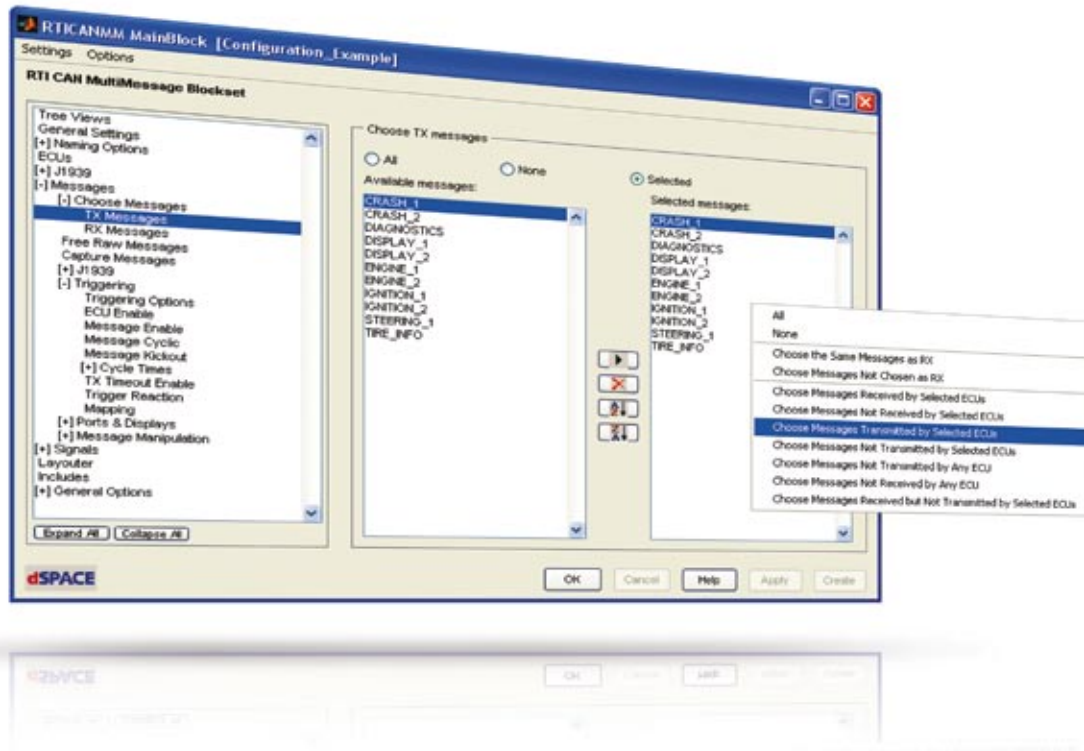 RTICANMM MainBlock [Configuration_Example]
Settings Options
RTI CAN MultiMessage Blockset
Tree Views
General Settings
[+] Naming Options
ECUs
[+] J1939
[-] Messages
[-] Choose Messages
TX Messages
RX Messages
Free Raw Messages
Capture Messages
[+] J1939
[-] Triggering
Triggering Options
ECU Enable
Message Enable
Message Cyclic
Message Kickout
[+] Cycle Times
TX Timeout Enable
Trigger Reaction
Mapping
[+] Ports & Displays
[+] Message Manipulation
[+] Signals
Layouter
Includes
[+] General Options
Expand All Collapse All
Choose TX messages
All None Selected
Available messages:
CRASH_1
CRASH_2
DIAGNOSTICS
DISPLAY_1
DISPLAY_2
ENGINE_1
ENGINE_2
IGNITION_1
IGNITION_2
STEERING_1
TIRE_INFO
Selected messages:
CRASH_1
CRASH_2
DIAGNOSTICS
DISPLAY_1
DISPLAY_2
ENGINE_1
ENGINE_2
IGNITION_1
IGNITION_2
STEERING_1
TIRE_INFO
All
None
Choose the Same Messages as RX
Choose Messages Not Chosen as RX
Choose Messages Received by Selected ECUs
Choose Messages Not Received by Selected ECUs
Choose Messages Transmitted by Selected ECUs
Choose Messages Not Transmitted by Selected ECUs
Choose Messages Not Transmitted by Any ECU
Choose Messages Not Received by Any ECU
Choose Messages Received but Not Transmitted by Selected ECUs
dSPACE
OK Cancel Help Apply Create